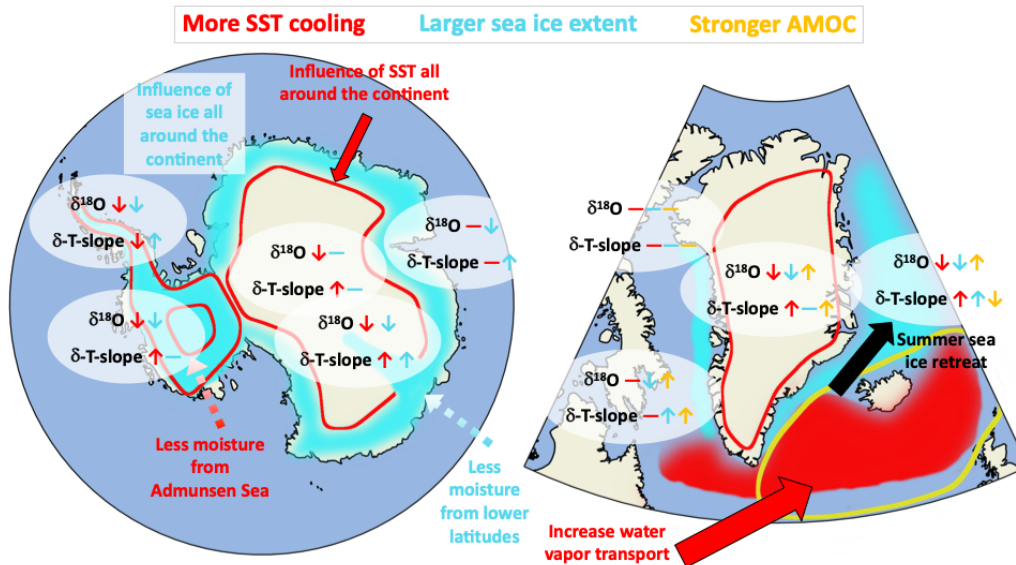 More SST cooling Larger sea ice extent Stronger AMOC
Influence of SST all
around the continent
Influence of
sea ice all
around the
continent
δ¹⁸O ↓ ↓
δ-T-slope ↓ ↑
δ¹⁸O — ↓
δ-T-slope — ↑
δ¹⁸O ↓ —
δ-T-slope ↑ —
δ¹⁸O ↓ ↓
δ-T-slope ↑ —
δ¹⁸O ↓ ↓
δ-T-slope ↑ ↑
Less moisture
from
Admunsen Sea
Less
moisture
from lower
latitudes
δ¹⁸O — — —
δ-T-slope — — —
δ¹⁸O ↓ ↓ ↑
δ-T-slope ↑ — ↑
δ¹⁸O ↓ ↓ ↑
δ-T-slope ↑ ↑ ↓
Summer sea
ice retreat
δ¹⁸O — ↓ ↑
δ-T-slope — ↑ ↑
Increase water
vapor transport